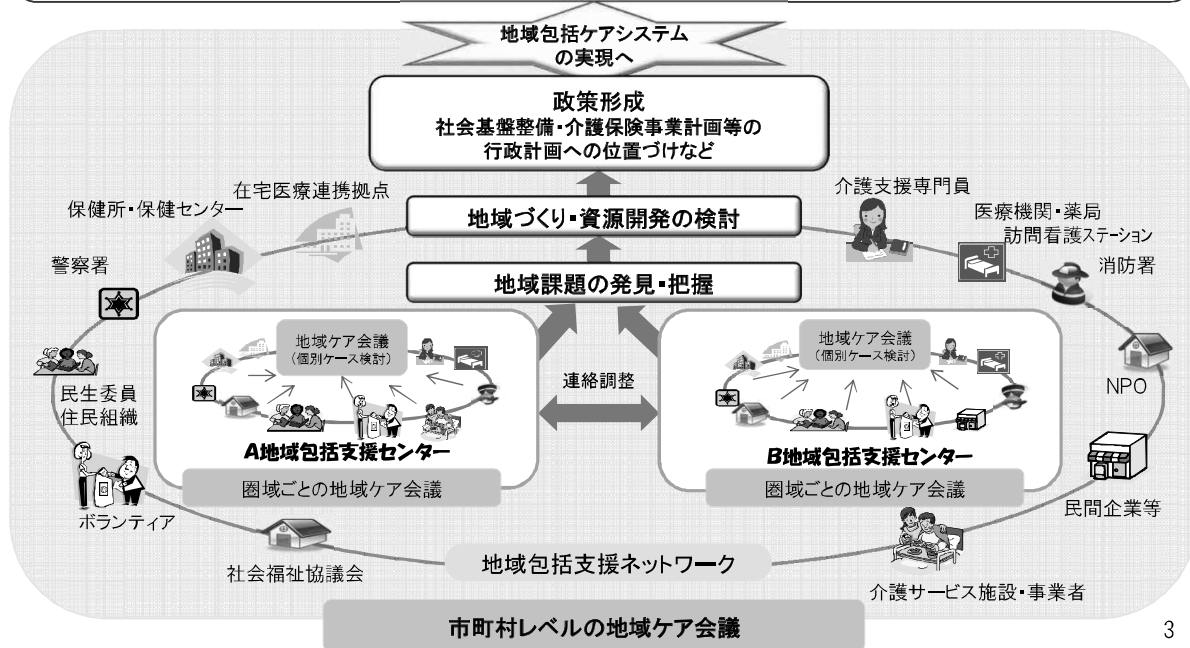 地域包括ケアシステム
の実現へ
政策形成
社会基盤整備・介護保険事業計画等の
行政計画への位置づけなど
地域づくり・資源開発の検討
地域課題の発見・把握
在宅医療連携拠点
保健所・保健センター
警察署
民生委員
住民組織
ボランティア
社会福祉協議会
介護支援専門員
医療機関・薬局
訪問看護ステーション
消防署
NPO
民間企業等
介護サービス施設・事業者
地域ケア会議
（個別ケース検討）
A地域包括支援センター
圏域ごとの地域ケア会議
連絡調整
地域ケア会議
（個別ケース検討）
B地域包括支援センター
圏域ごとの地域ケア会議
地域包括支援ネットワーク
市町村レベルの地域ケア会議
3